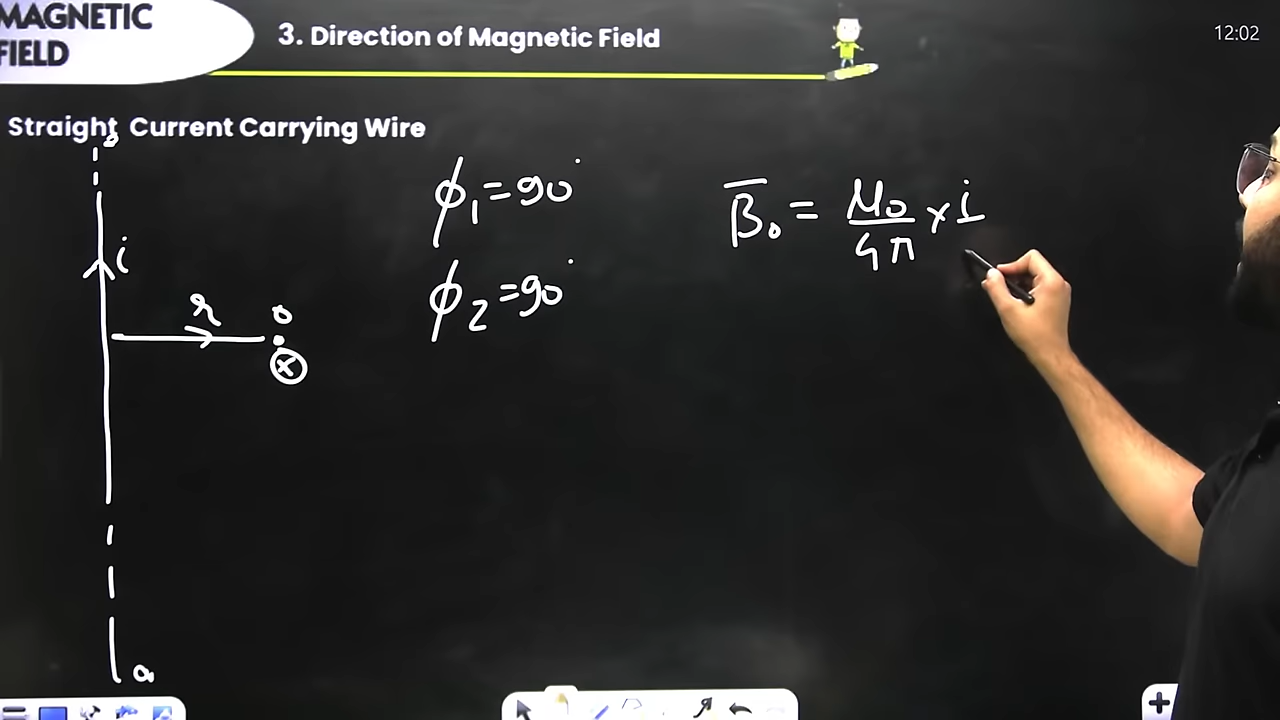 MAGNETIC
FIELD
3. Direction of Magnetic Field
12:02
Straight Current Carrying Wire
b
i
r
o
a
ϕ₁=90°
ϕ₂=90°
B̅₀ = μ₀/4π × i